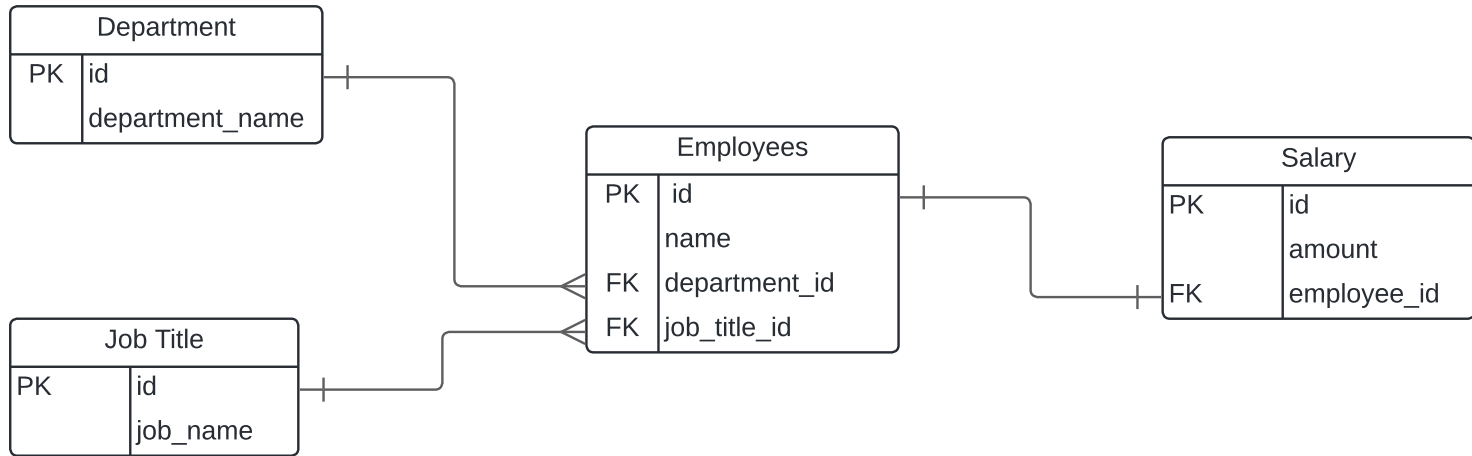 Department
PK id
department_name
Job Title
PK id
job_name
Employees
PK id
name
FK department_id
FK job_title_id
Salary
PK id
amount
FK employee_id